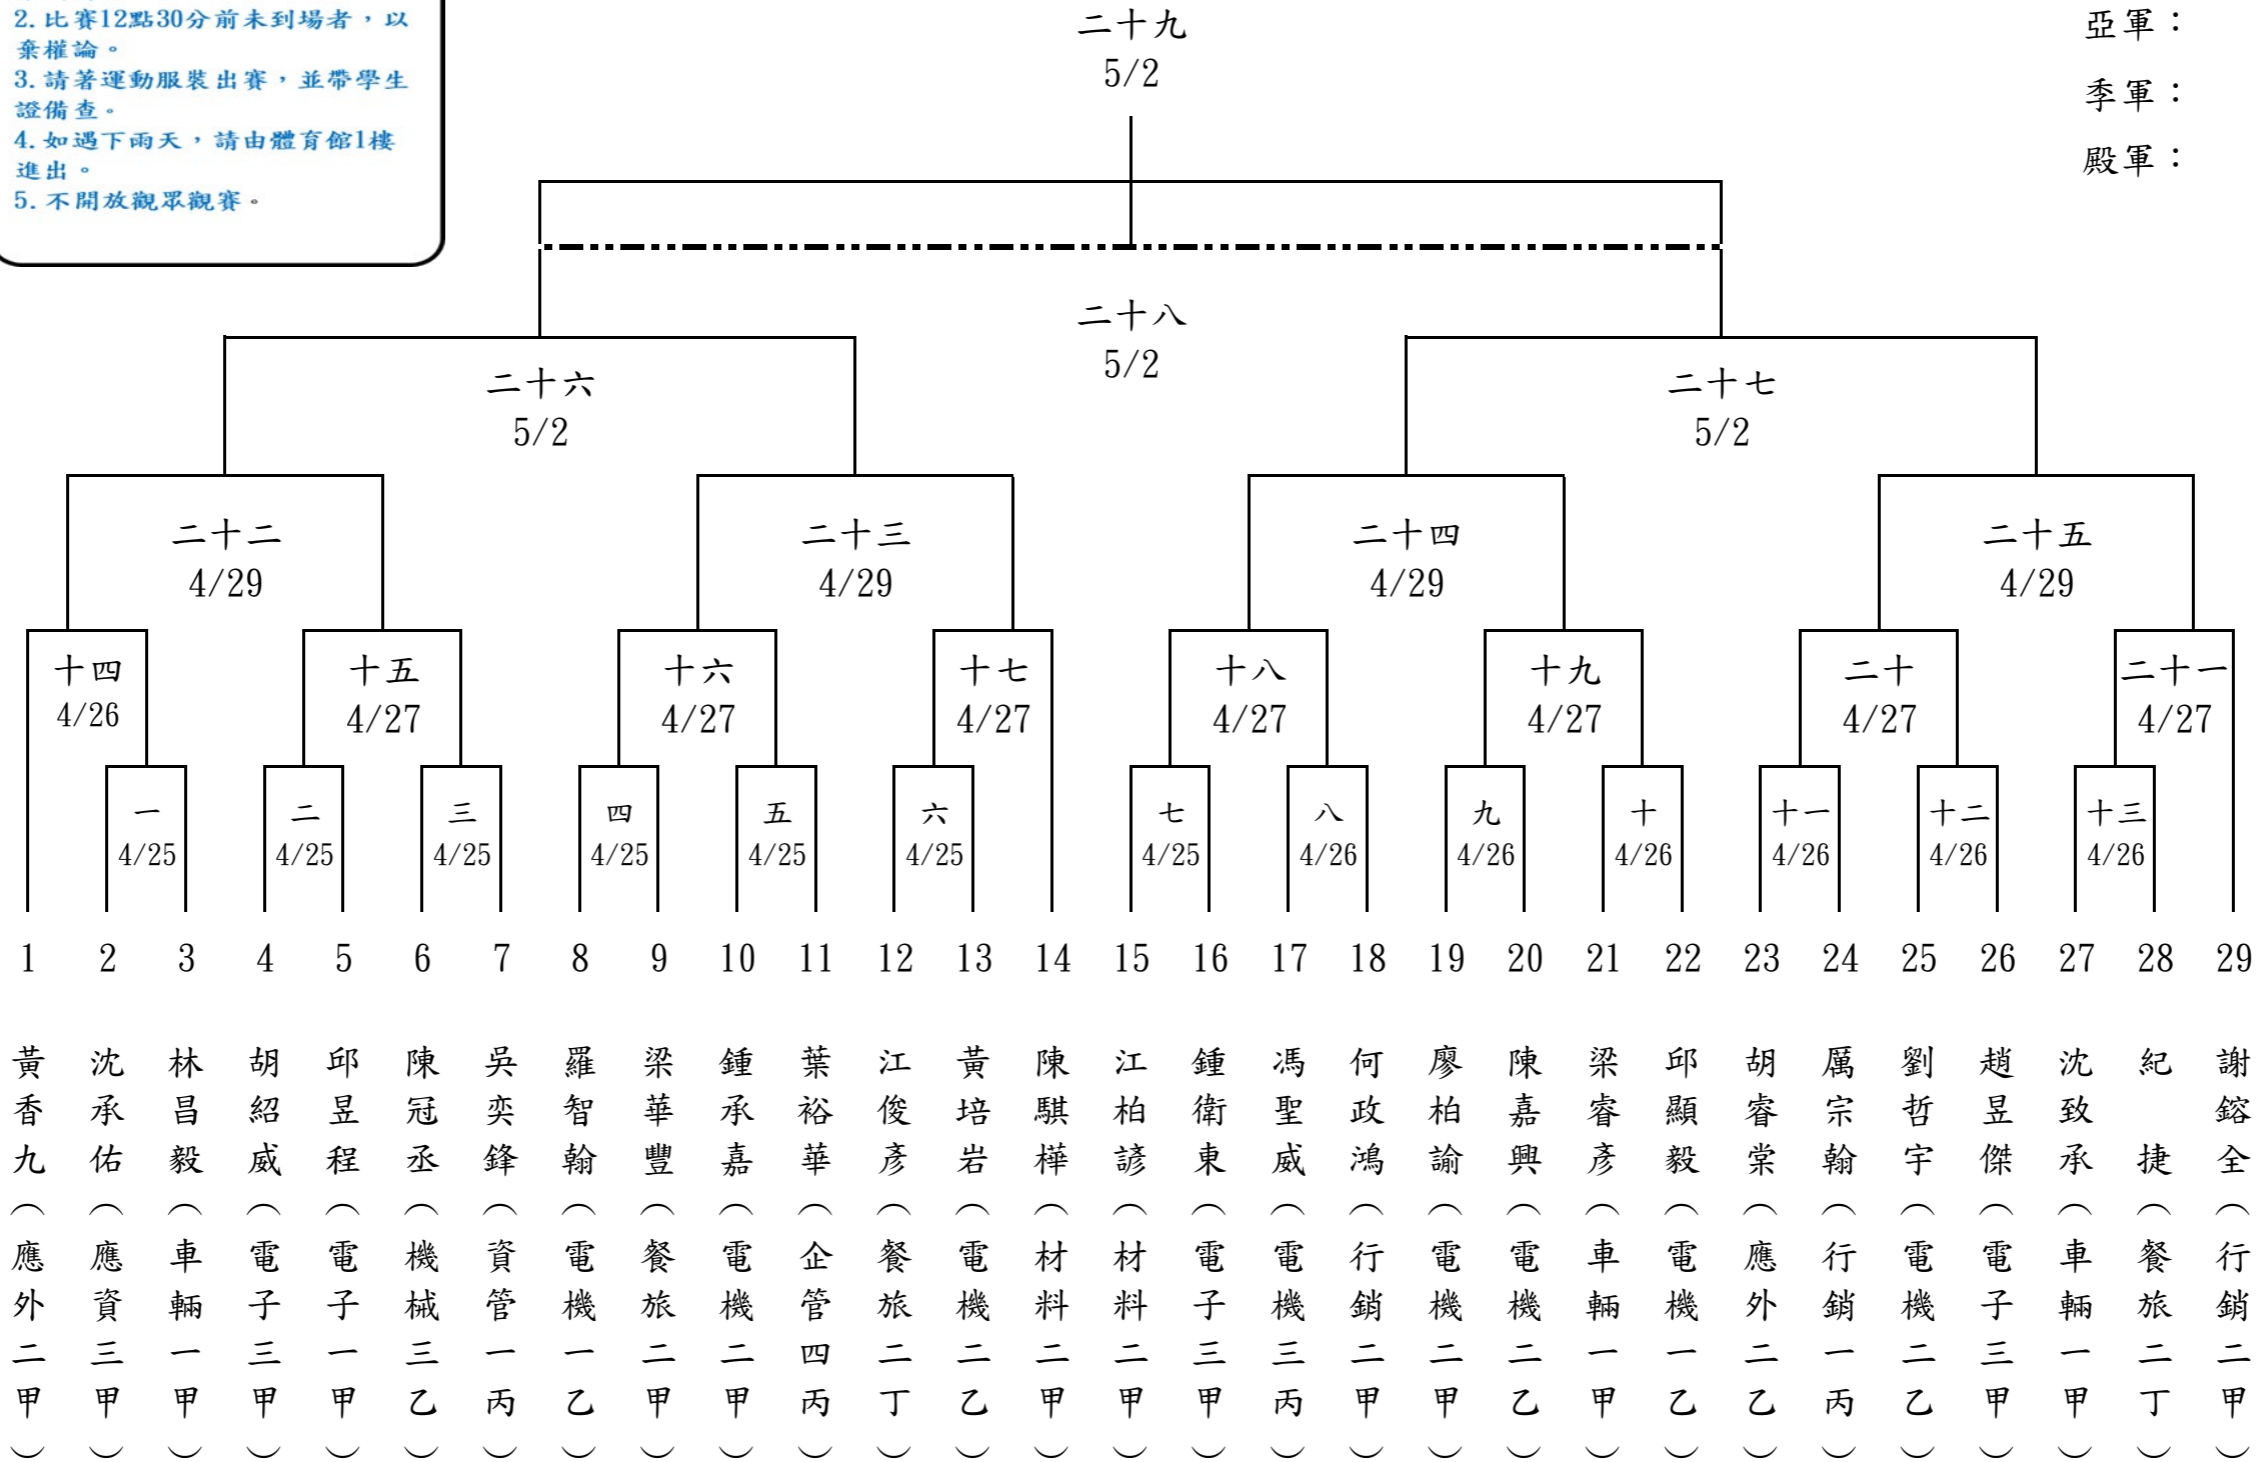 2.比賽12點30分前未到場者，以
棄權論。
3.請著運動服裝出賽，並帶學生
證備查。
4.如遇下雨天，請由體育館1樓
進出。
5.不開放觀眾觀賽。
亞軍：
季軍：
殿軍：
二十九
5/2
二十八
5/2
二十六
5/2
二十七
5/2
二十二
4/29
二十三
4/29
二十四
4/29
二十五
4/29
十四
4/26
十五
4/27
十六
4/27
十七
4/27
十八
4/27
十九
4/27
二十
4/27
二十一
4/27
一
4/25
二
4/25
三
4/25
四
4/25
五
4/25
六
4/25
七
4/25
八
4/26
九
4/26
十
4/26
十一
4/26
十二
4/26
十三
4/26
1 2 3 4 5 6 7 8 9 10 11 12 13 14 15 16 17 18 19 20 21 22 23 24 25 26 27 28 29
黃香九（應外二甲）
沈承佑（應資三甲）
林昌毅（車輛一甲）
胡紹威（電子三甲）
邱昱程（電子一甲）
陳冠丞（機械三乙）
吳奕鋒（資管一丙）
羅智翰（電機一乙）
梁華豐（餐旅二甲）
鍾承嘉（電機二甲）
葉裕華（企管四丙）
江俊彥（餐旅二丁）
黃培岩（電機二乙）
陳騏樺（材料二甲）
江柏諺（材料二甲）
鍾衛東（電子三甲）
馮聖威（電機三丙）
何政鴻（行銷二甲）
廖柏諭（電機二甲）
陳嘉興（電機二乙）
梁睿彥（車輛一甲）
邱顯毅（電機一乙）
胡睿棠（應外二乙）
厲宗翰（行銷一丙）
劉哲宇（電機二乙）
趙昱傑（電子三甲）
沈致承（車輛一甲）
紀捷（餐旅二丁）
謝鎔全（行銷二甲）